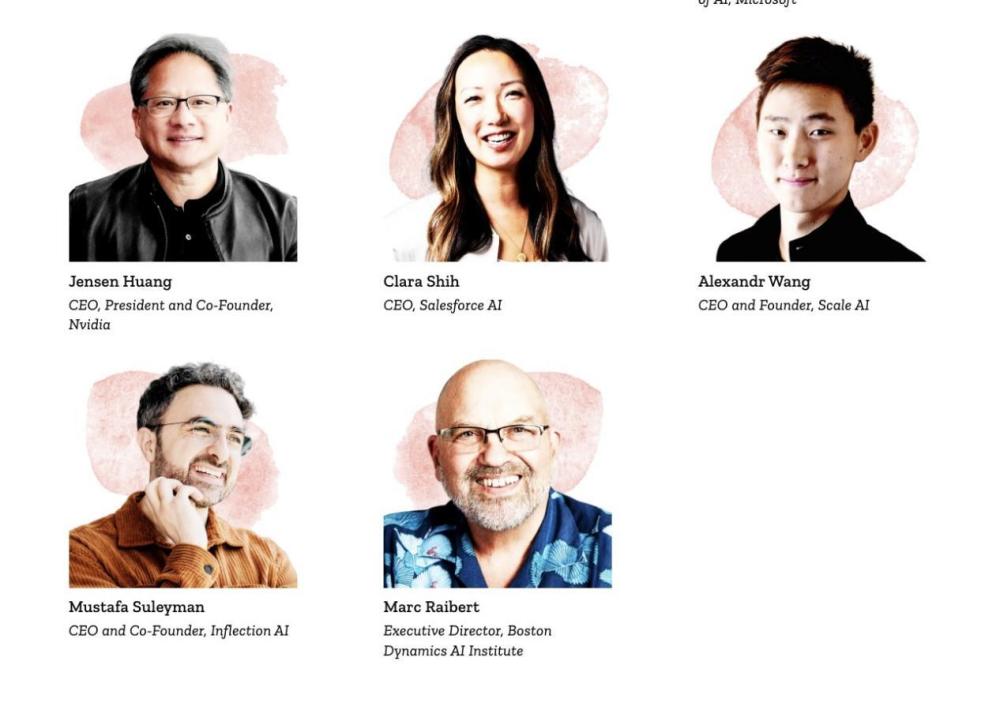 of AI, Microsoft
Jensen Huang
CEO, President and Co-Founder,
Nvidia
Clara Shih
CEO, Salesforce AI
Alexandr Wang
CEO and Founder, Scale AI
Mustafa Suleyman
CEO and Co-Founder, Inflection AI
Marc Raibert
Executive Director, Boston
Dynamics AI Institute